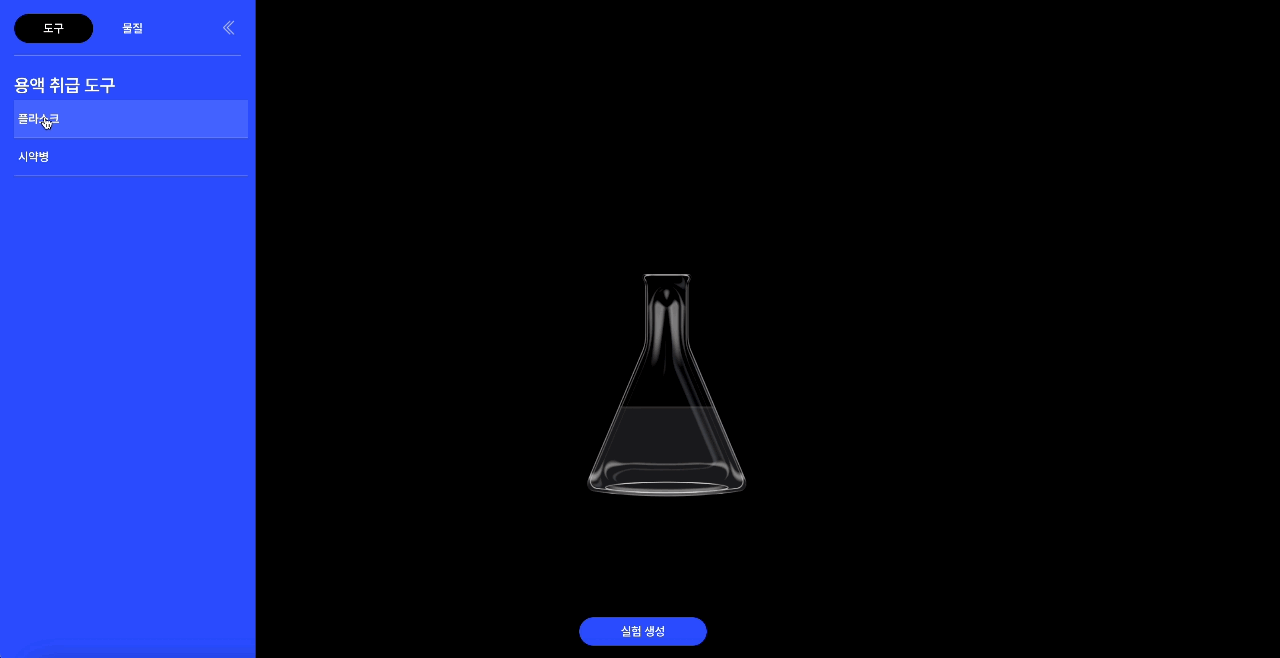 도구
물질
용액 취급 도구
플라스크
시약병
실험 생성